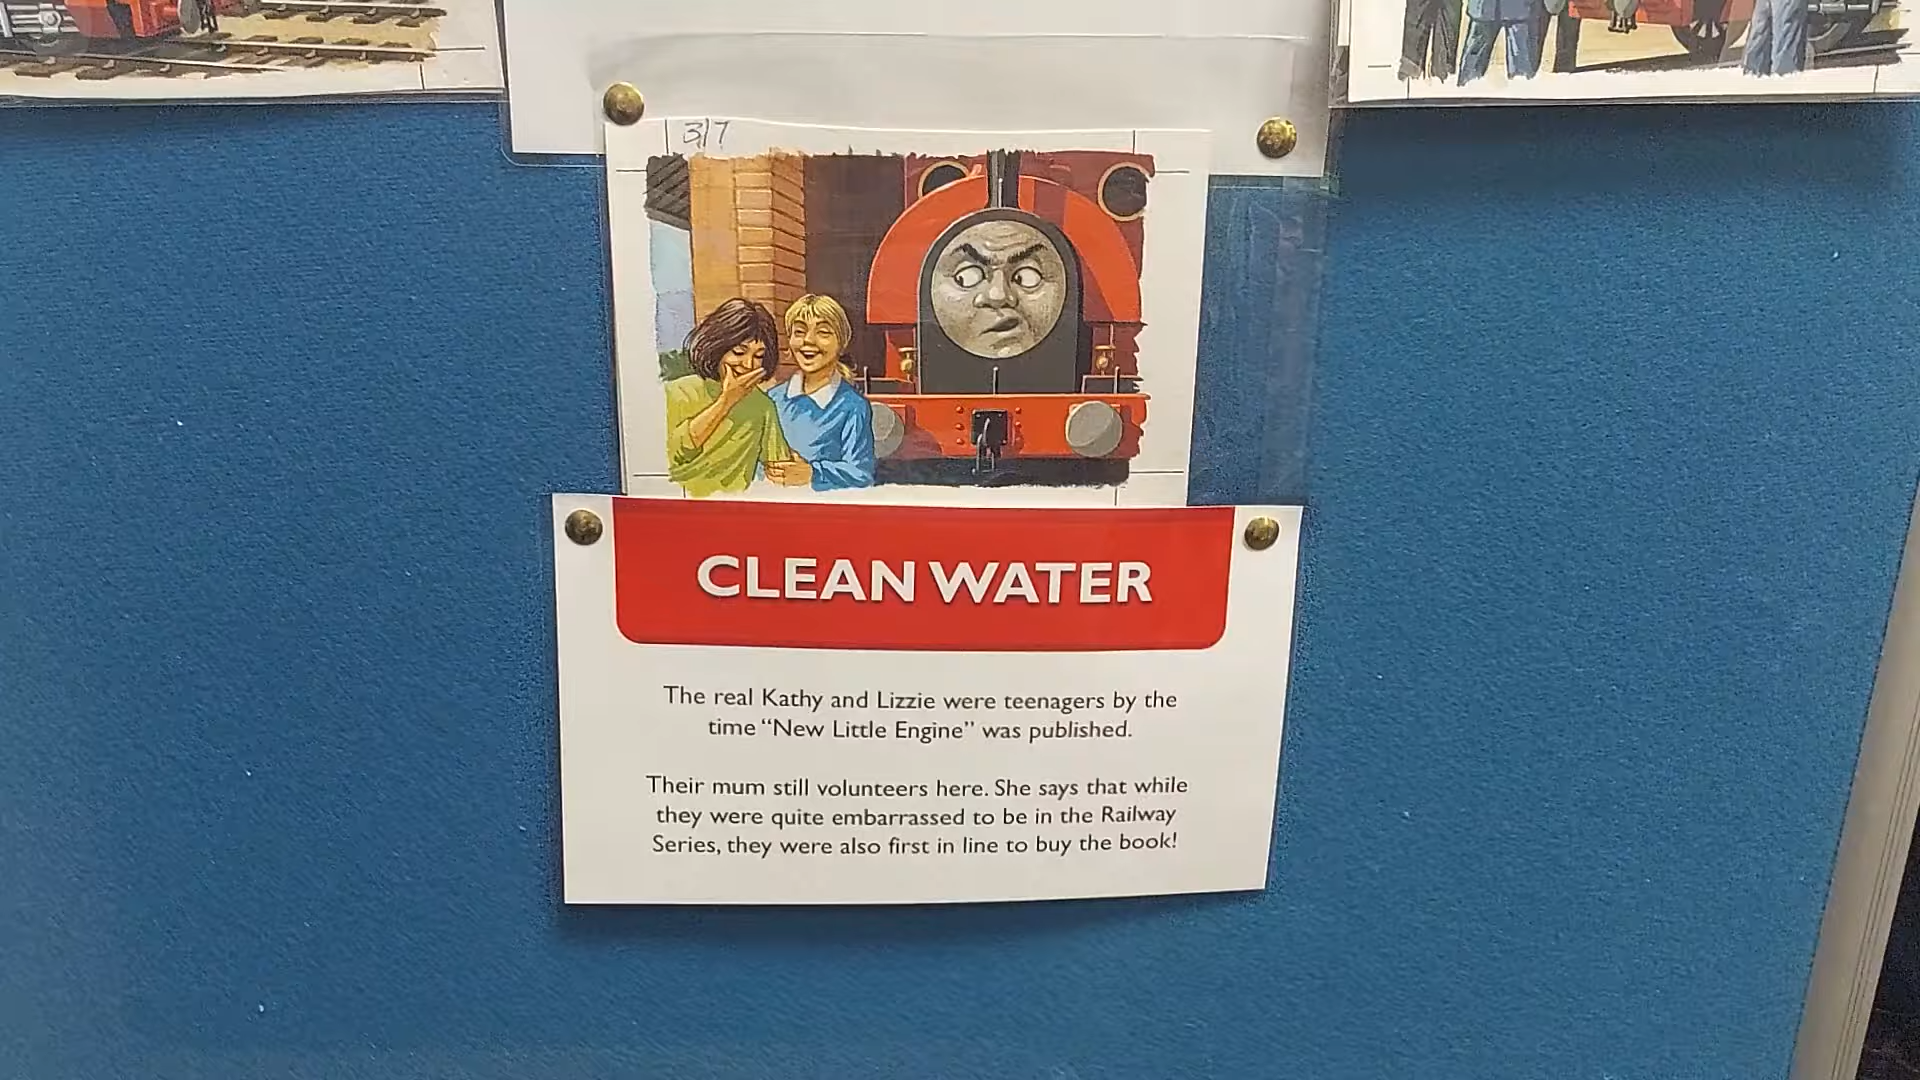 3/7
CLEAN WATER
The real Kathy and Lizzie were teenagers by the
time “New Little Engine” was published.
Their mum still volunteers here. She says that while
they were quite embarrassed to be in the Railway
Series, they were also first in line to buy the book!